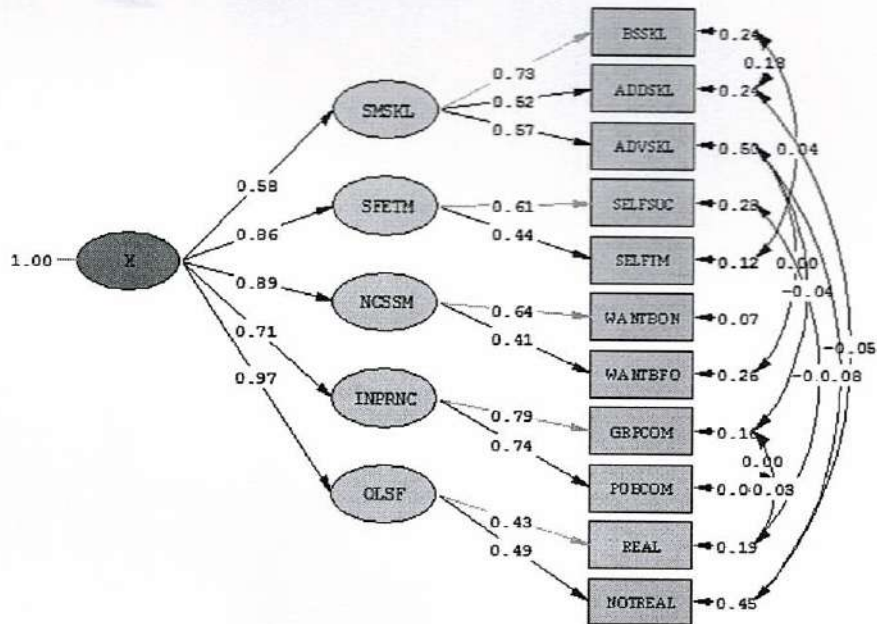 1.00
X
0.58
0.86
0.89
0.71
0.97
SMSKL
SFETM
NCSSM
INPRNC
OLSF
0.73
0.52
0.57
0.61
0.44
0.64
0.41
0.79
0.74
0.43
0.49
BSSKL
ADDSKL
ADVSKL
SELFSUC
SELFIM
WANTBON
WANTBFO
GRPCOM
POBCOM
REAL
NOTREAL
0.24
0.24
0.50
0.28
0.12
0.07
0.26
0.16
0.19
0.45
0.18
0.04
0.00
-0.04
-0.05
0.08
0.00
0.03